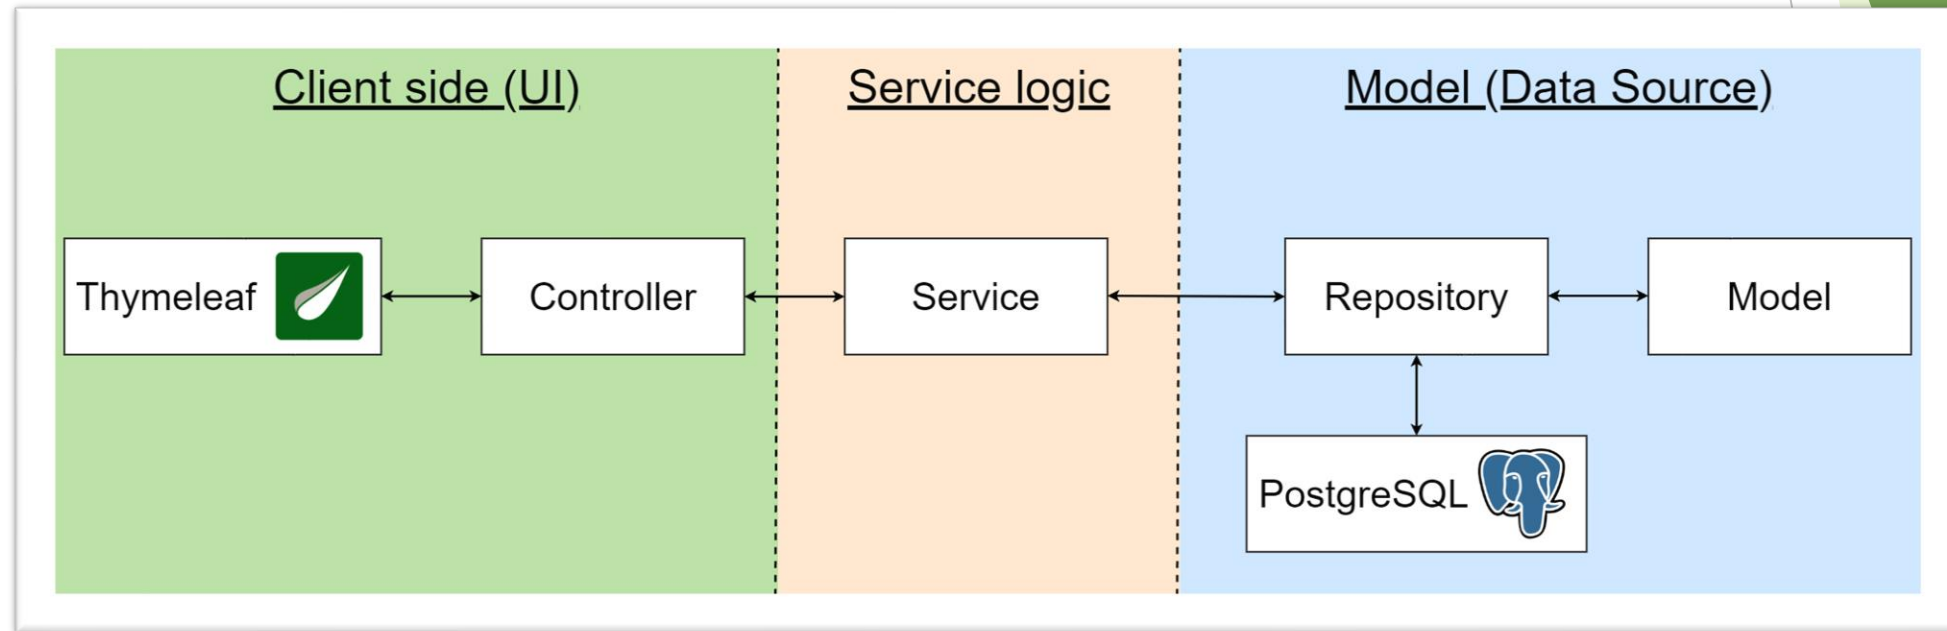 Client side (UI)
Service logic
Model (Data Source)
Thymeleaf
Controller
Service
Repository
Model
PostgreSQL